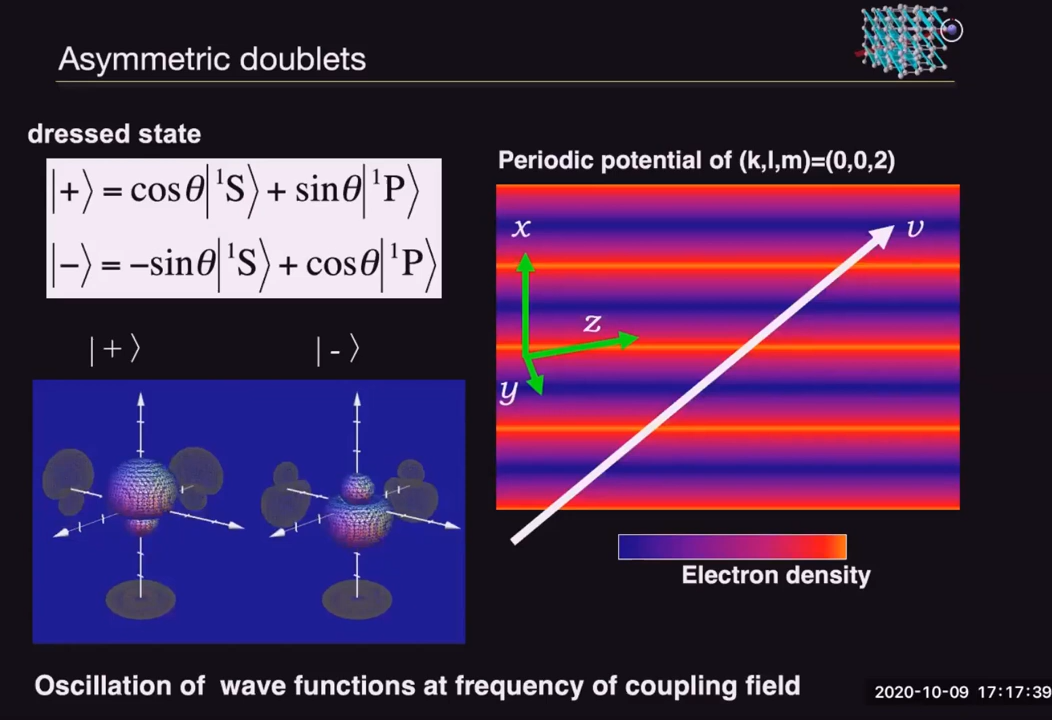 Asymmetric doublets
dressed state
|+⟩ = cosθ|¹S⟩ + sinθ|¹P⟩
|−⟩ = −sinθ|¹S⟩ + cosθ|¹P⟩
|+⟩ |-⟩
Periodic potential of (k,l,m)=(0,0,2)
x
υ
z
y
Electron density
Oscillation of wave functions at frequency of coupling field
2020-10-09 17:17:39